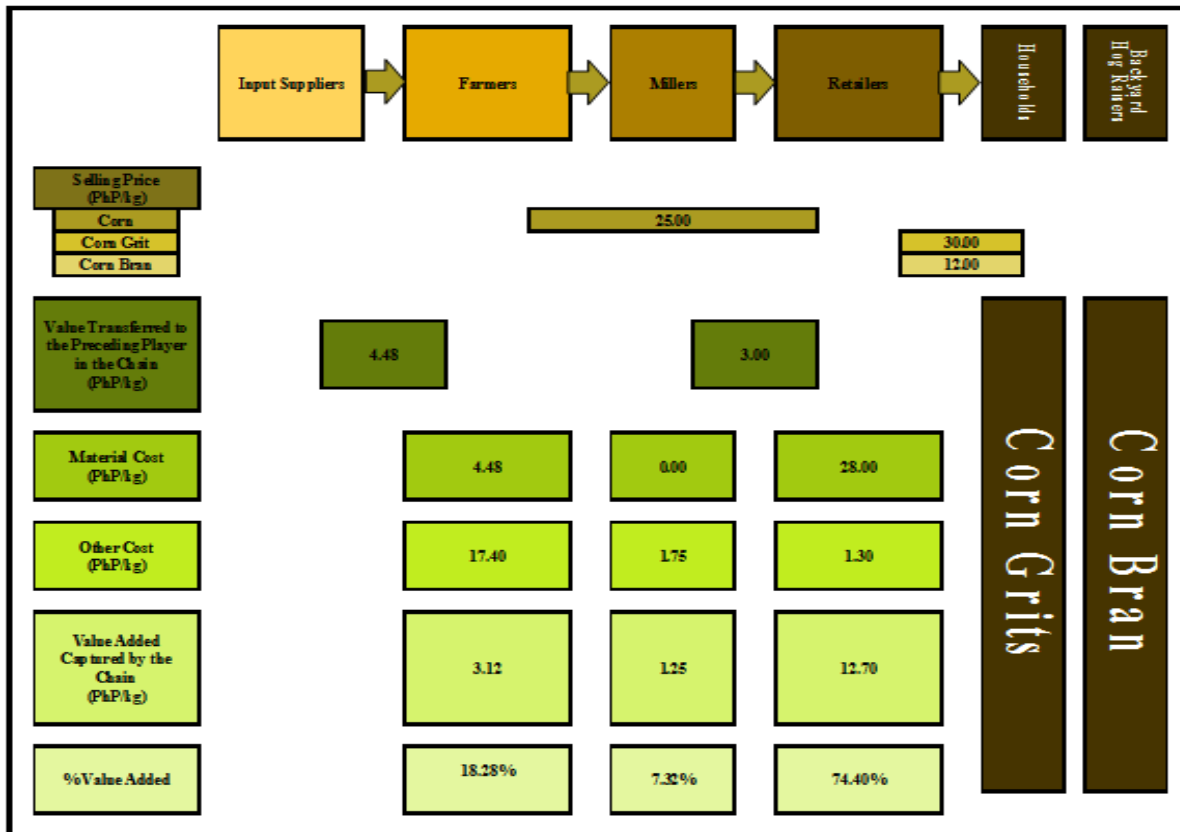 Input Suppliers
Farmers
Millers
Retailers
Households
Backyard
Hog Raisers
Selling Price
(PhP/kg)
Corn
25.00
Corn Grit
30.00
Corn Bran
12.00
Value Transferred to
the Preceding Player
in the Chain
(PhP/kg)
4.48
3.00
Material Cost
(PhP/kg)
4.48
0.00
28.00
Other Cost
(PhP/kg)
17.40
1.75
1.30
Value Added
Captured by the
Chain
(PhP/kg)
3.12
1.25
12.70
%Value Added
18.28%
7.32%
74.40%
Corn Grits
Corn Bran